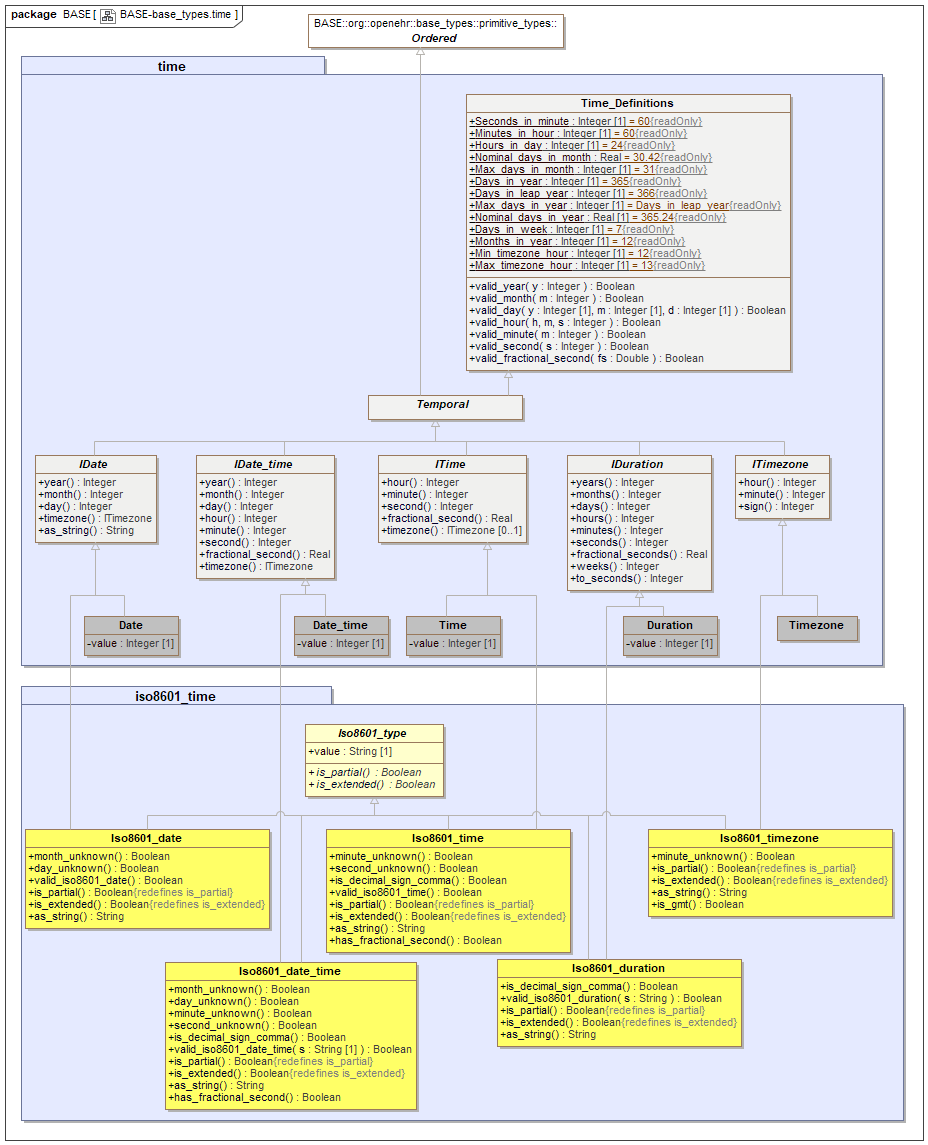 package BASE [ BASE-base_types.time ]
BASE::org::openehr::base_types::primitive_types::
Ordered
time
Time_Definitions
+Seconds_in_minute : Integer [1] = 60{readOnly}
+Minutes_in_hour : Integer [1] = 60{readOnly}
+Hours_in_day : Integer [1] = 24{readOnly}
+Nominal_days_in_month : Real = 30.42{readOnly}
+Max_days_in_month : Integer [1] = 31{readOnly}
+Days_in_year : Integer [1] = 365{readOnly}
+Days_in_leap_year : Integer [1] = 366{readOnly}
+Max_days_in_year : Integer [1] = Days_in_leap_year{readOnly}
+Nominal_days_in_year : Real [1] = 365.24{readOnly}
+Days_in_week : Integer [1] = 7{readOnly}
+Months_in_year : Integer [1] = 12{readOnly}
+Min_timezone_hour : Integer [1] = 12{readOnly}
+Max_timezone_hour : Integer [1] = 13{readOnly}
+valid_year( y : Integer ) : Boolean
+valid_month( m : Integer ) : Boolean
+valid_day( y : Integer [1], m : Integer [1], d : Integer [1] ) : Boolean
+valid_hour( h, m, s : Integer ) : Boolean
+valid_minute( m : Integer ) : Boolean
+valid_second( s : Integer ) : Boolean
+valid_fractional_second( fs : Double ) : Boolean
Temporal
IDate
+year() : Integer
+month() : Integer
+day() : Integer
+timezone() : ITimezone
+as_string() : String
IDate_time
+year() : Integer
+month() : Integer
+day() : Integer
+hour() : Integer
+minute() : Integer
+second() : Integer
+fractional_second() : Real
+timezone() : ITimezone
ITime
+hour() : Integer
+minute() : Integer
+second() : Integer
+fractional_second() : Real
+timezone() : ITimezone [0..1]
IDuration
+years() : Integer
+months() : Integer
+days() : Integer
+hours() : Integer
+minutes() : Integer
+seconds() : Integer
+fractional_seconds() : Real
+weeks() : Integer
+to_seconds() : Integer
ITimezone
+hour() : Integer
+minute() : Integer
+sign() : Integer
Date
-value : Integer [1]
Date_time
-value : Integer [1]
Time
-value : Integer [1]
Duration
-value : Integer [1]
Timezone
iso8601_time
Iso8601_type
+value : String [1]
+is_partial() : Boolean
+is_extended() : Boolean
Iso8601_date
+month_unknown() : Boolean
+day_unknown() : Boolean
+valid_iso8601_date() : Boolean
+is_partial() : Boolean{redefines is_partial}
+is_extended() : Boolean{redefines is_extended}
+as_string() : String
Iso8601_time
+minute_unknown() : Boolean
+second_unknown() : Boolean
+is_decimal_sign_comma() : Boolean
+valid_iso8601_time() : Boolean
+is_partial() : Boolean{redefines is_partial}
+is_extended() : Boolean{redefines is_extended}
+as_string() : String
+has_fractional_second() : Boolean
Iso8601_timezone
+minute_unknown() : Boolean
+is_partial() : Boolean{redefines is_partial}
+is_extended() : Boolean{redefines is_extended}
+as_string() : String
+is_gmt() : Boolean
Iso8601_date_time
+month_unknown() : Boolean
+day_unknown() : Boolean
+minute_unknown() : Boolean
+second_unknown() : Boolean
+is_decimal_sign_comma() : Boolean
+valid_iso8601_date_time( s : String [1] ) : Boolean
+is_partial() : Boolean{redefines is_partial}
+is_extended() : Boolean{redefines is_extended}
+as_string() : String
+has_fractional_second() : Boolean
Iso8601_duration
+is_decimal_sign_comma() : Boolean
+valid_iso8601_duration( s : String ) : Boolean
+is_partial() : Boolean{redefines is_partial}
+is_extended() : Boolean{redefines is_extended}
+as_string() : String